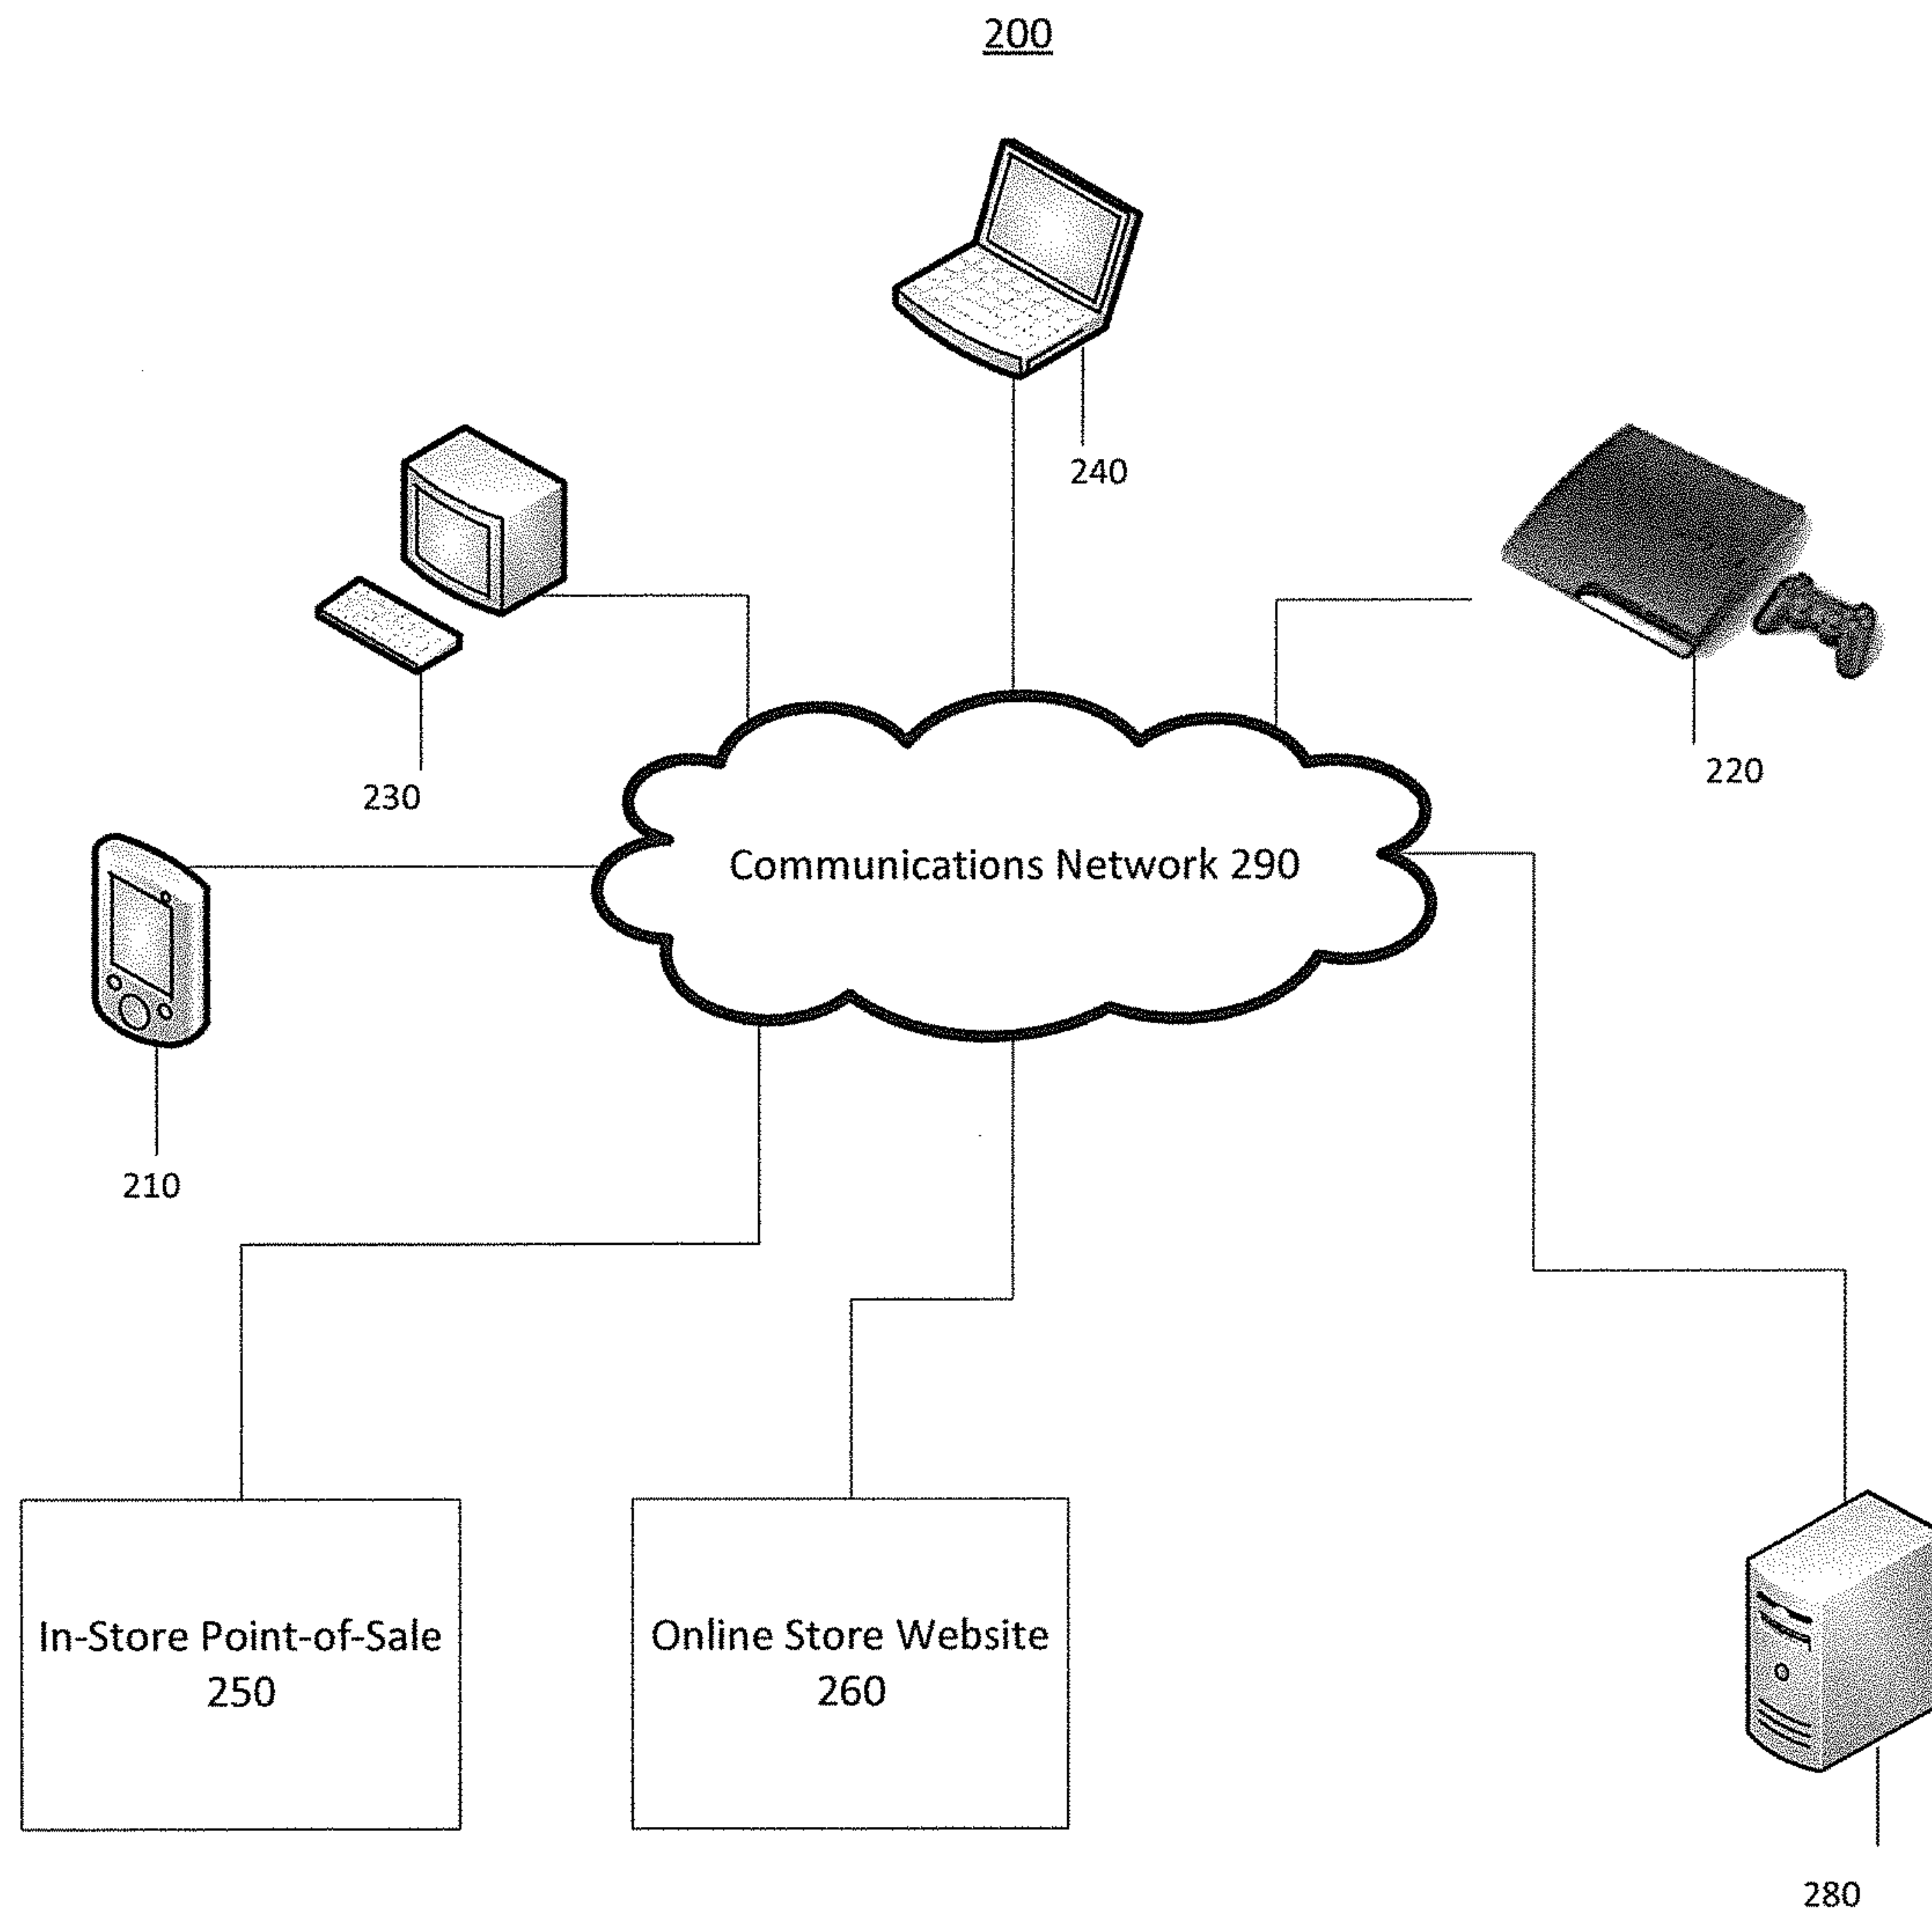 200
240
220
230
Communications Network 290
210
In-Store Point-of-Sale
250
Online Store Website
260
280